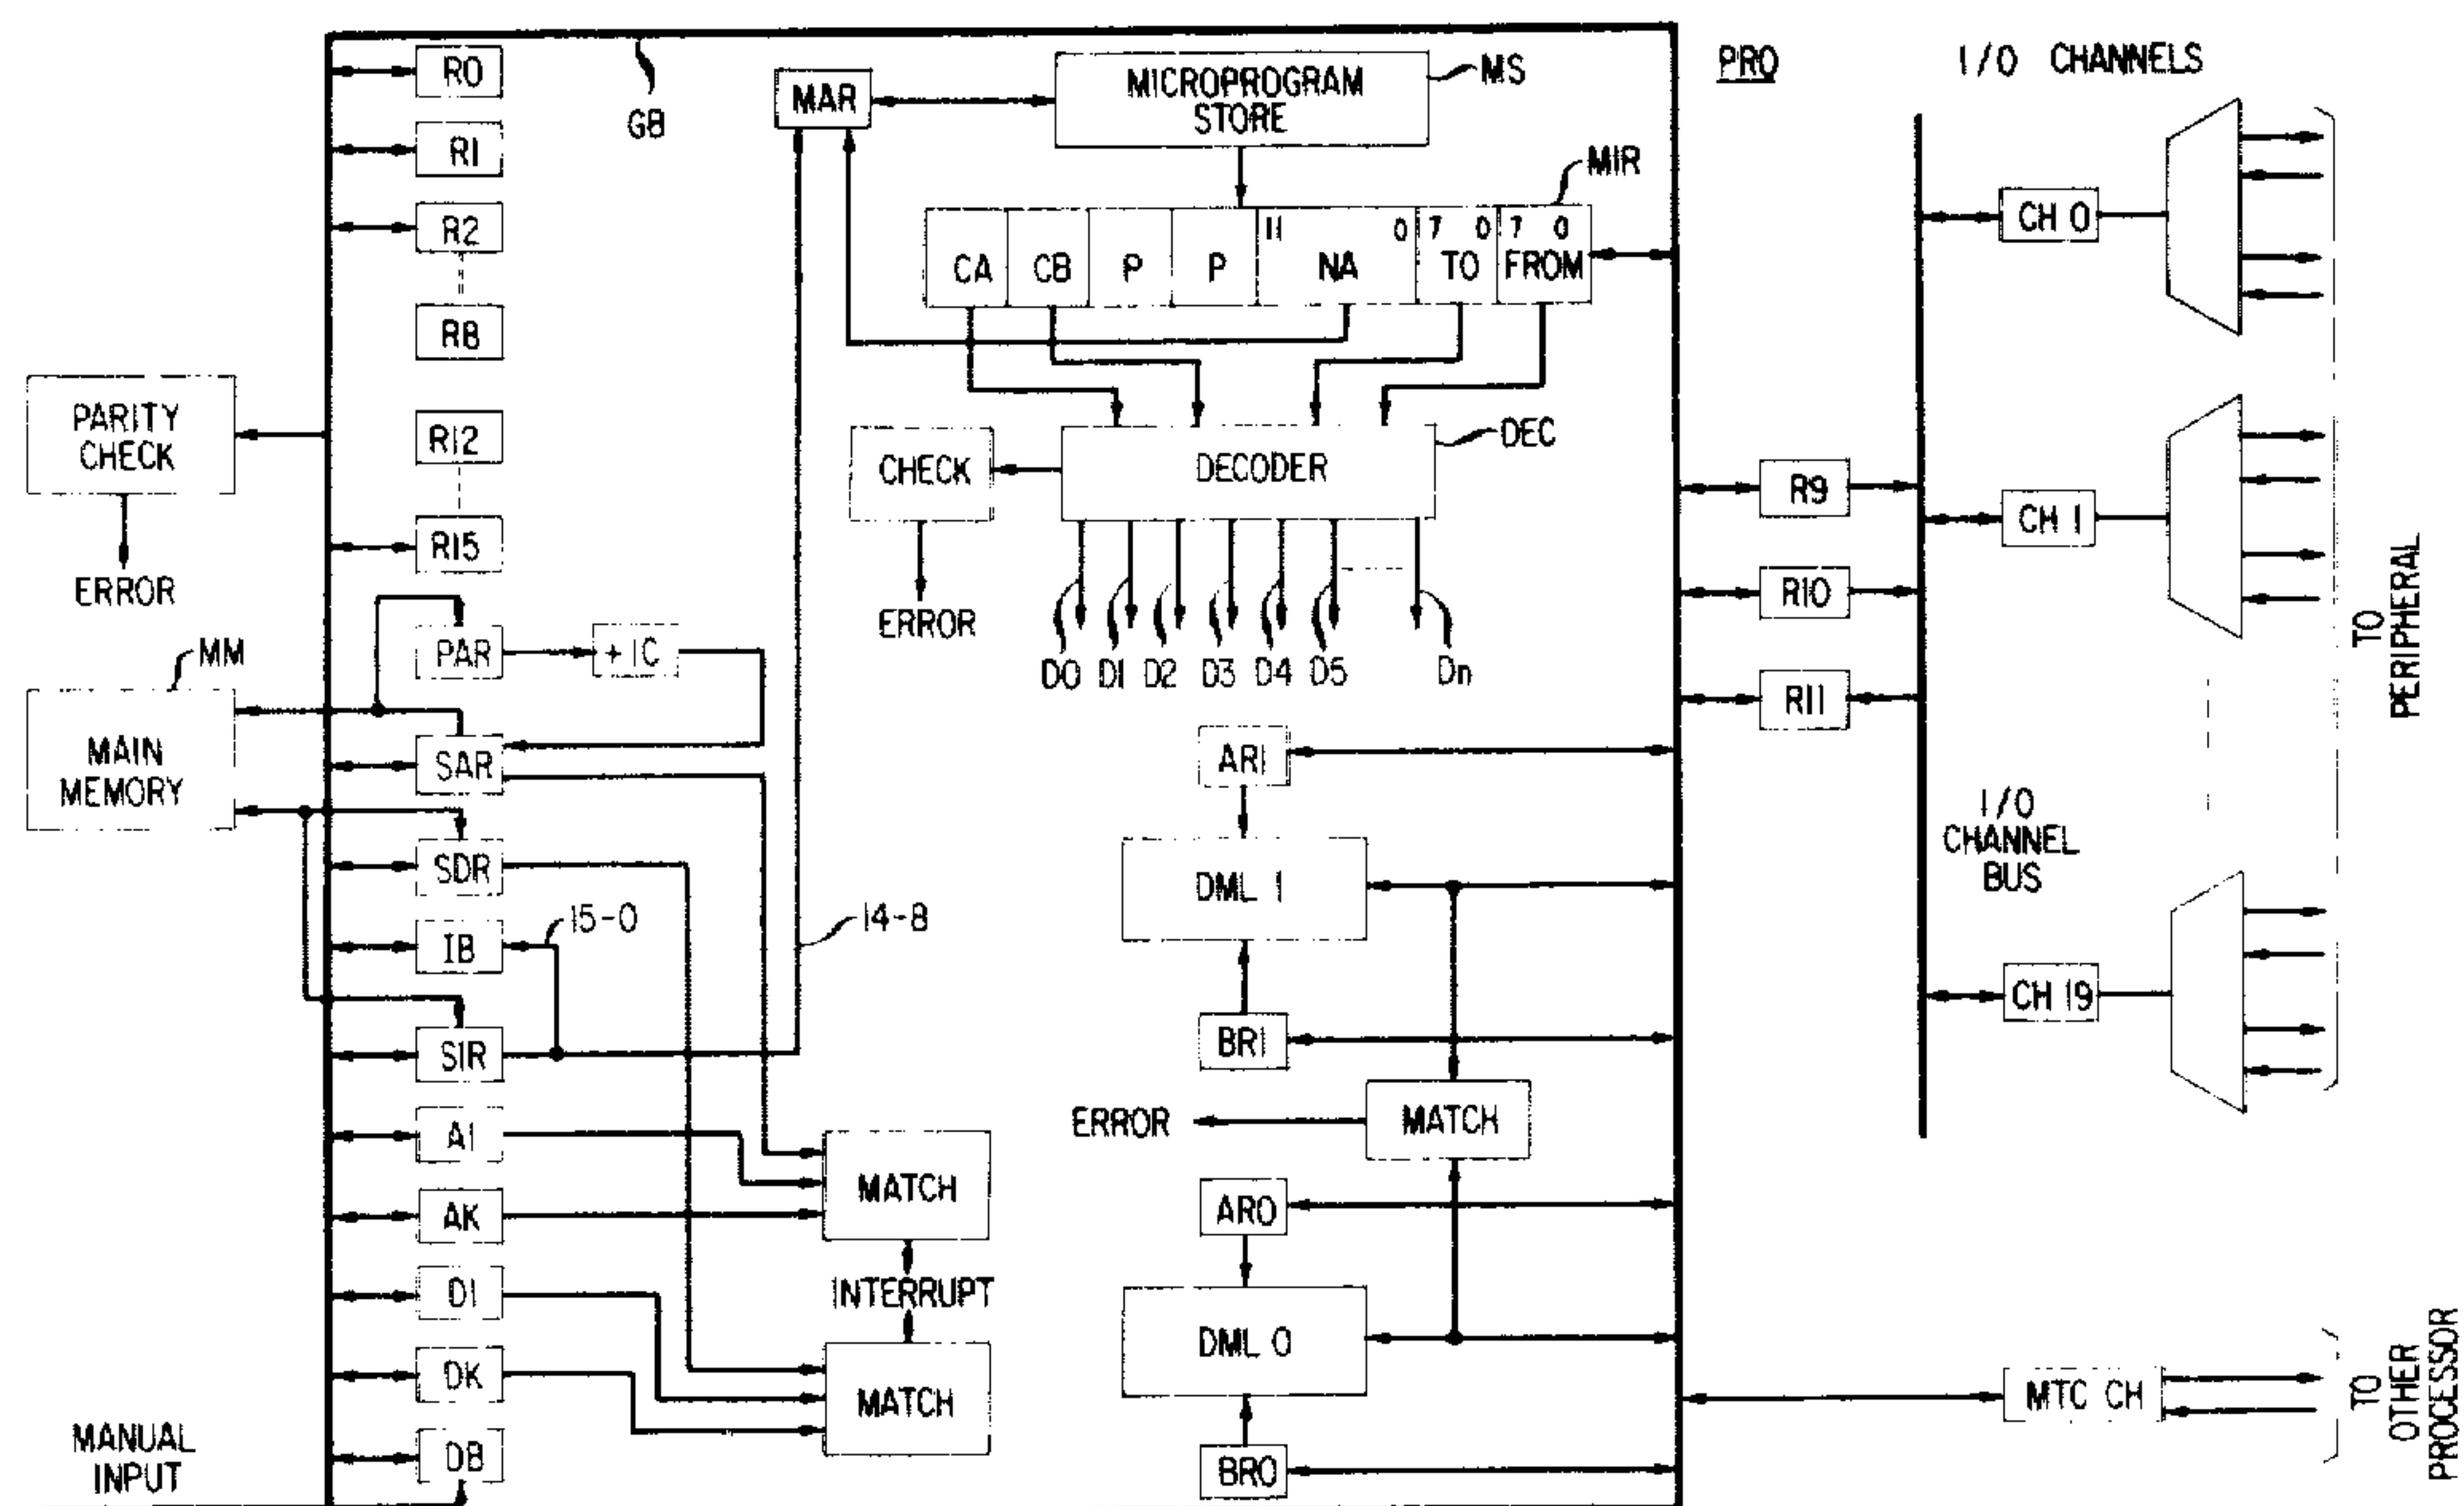 PRO
I/O CHANNELS
R0
GB
MAR
MICROPROGRAM
STORE
MS
R1
MIR
R2
CA
CB
P
P
11
NA
0
7
TO
0
7
FROM
0
CH 0
R8
PARITY
CHECK
ERROR
R12
R15
CHECK
ERROR
DECODER
DEC
D0
D1
D2
D3
D4
D5
Dn
R9
R10
R11
CH 1
TO
PERIPHERAL
MM
PAR
+1C
MAIN
MEMORY
SAR
SDR
15-0
IB
14-8
SIR
AR1
DML 1
BR1
I/O
CHANNEL
BUS
CH 19
A1
AK
MATCH
INTERRUPT
MATCH
D1
DK
DB
MANUAL
INPUT
ERROR
MATCH
AR0
DML 0
BR0
MTC CH
TO
OTHER
PROCESSOR